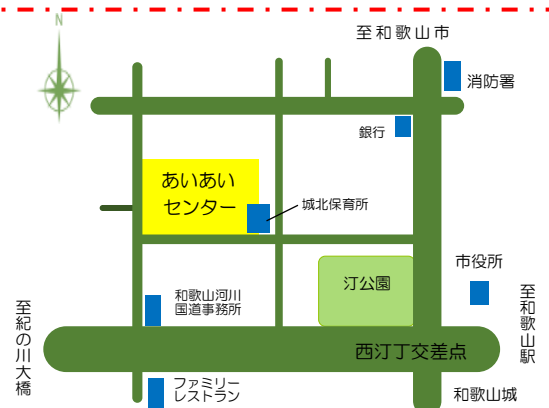 N
至和歌山市
消防署
銀行
あいあい
センター
城北保育所
市役所
汀公園
和歌山河川
国道事務所
至紀の川大橋
至和歌山駅
西汀丁交差点
ファミリー
レストラン
和歌山城